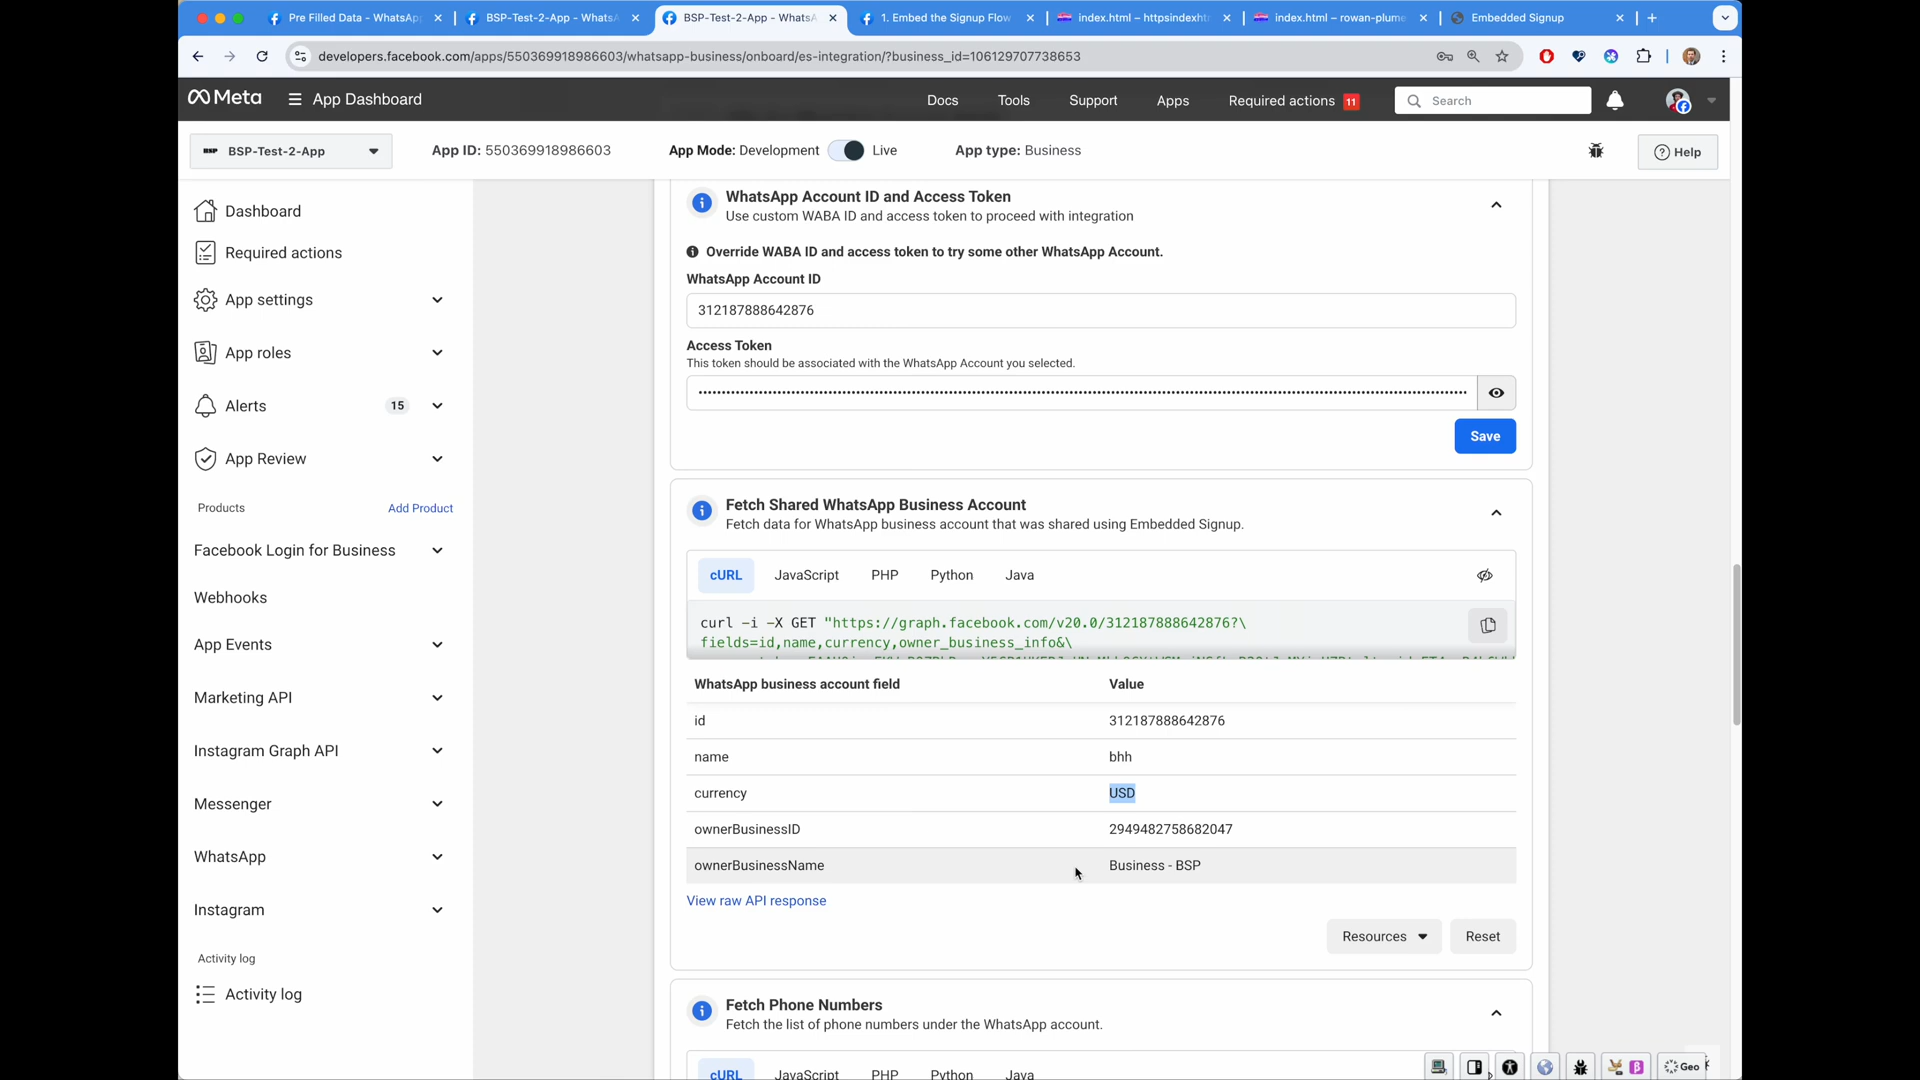 Pre Filled Data - WhatsApp
BSP-Test-2-App - WhatsA
BSP-Test-2-App - WhatsA
1. Embed the Signup Flow
index.html – httpsindexht
index.html – rowan-plume
Embedded Signup
developers.facebook.com/apps/550369918986603/whatsapp-business/onboard/es-integration/?business_id=106129707738653
Meta
App Dashboard
Docs
Tools
Support
Apps
Required actions 11
Search
BSP BSP-Test-2-App
App ID: 550369918986603
App Mode: Development
Live
App type: Business
Help
Dashboard
Required actions
App settings
App roles
Alerts 15
App Review
Products Add Product
Facebook Login for Business
Webhooks
App Events
Marketing API
Instagram Graph API
Messenger
WhatsApp
Instagram
Activity log
Activity log
WhatsApp Account ID and Access Token
Use custom WABA ID and access token to proceed with integration
Override WABA ID and access token to try some other WhatsApp Account.
WhatsApp Account ID
312187888642876
Access Token
This token should be associated with the WhatsApp Account you selected.
Save
Fetch Shared WhatsApp Business Account
Fetch data for WhatsApp business account that was shared using Embedded Signup.
cURL JavaScript PHP Python Java
curl -i -X GET "https://graph.facebook.com/v20.0/312187888642876?\
fields=id,name,currency,owner_business_info&\
WhatsApp business account field Value
id 312187888642876
name bhh
currency USD
ownerBusinessID 2949482758682047
ownerBusinessName Business - BSP
View raw API response
Resources Reset
Fetch Phone Numbers
Fetch the list of phone numbers under the WhatsApp account.
cURL JavaScript PHP Python Java
Geo